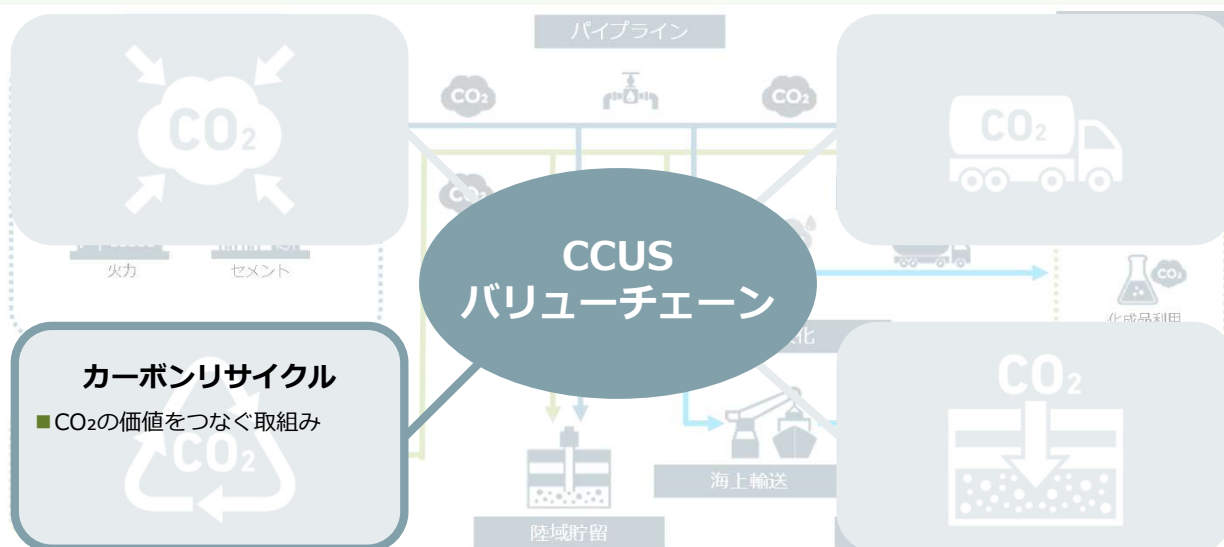 パイプライン
CO₂
CO₂
CO₂
CO₂
CO₂
火力
セメント
CCUS
バリューチェーン
CO₂
化成品利用
カーボンリサイクル
■CO₂の価値をつなぐ取組み
CO₂
CO₂
海上輸送
陸域貯留